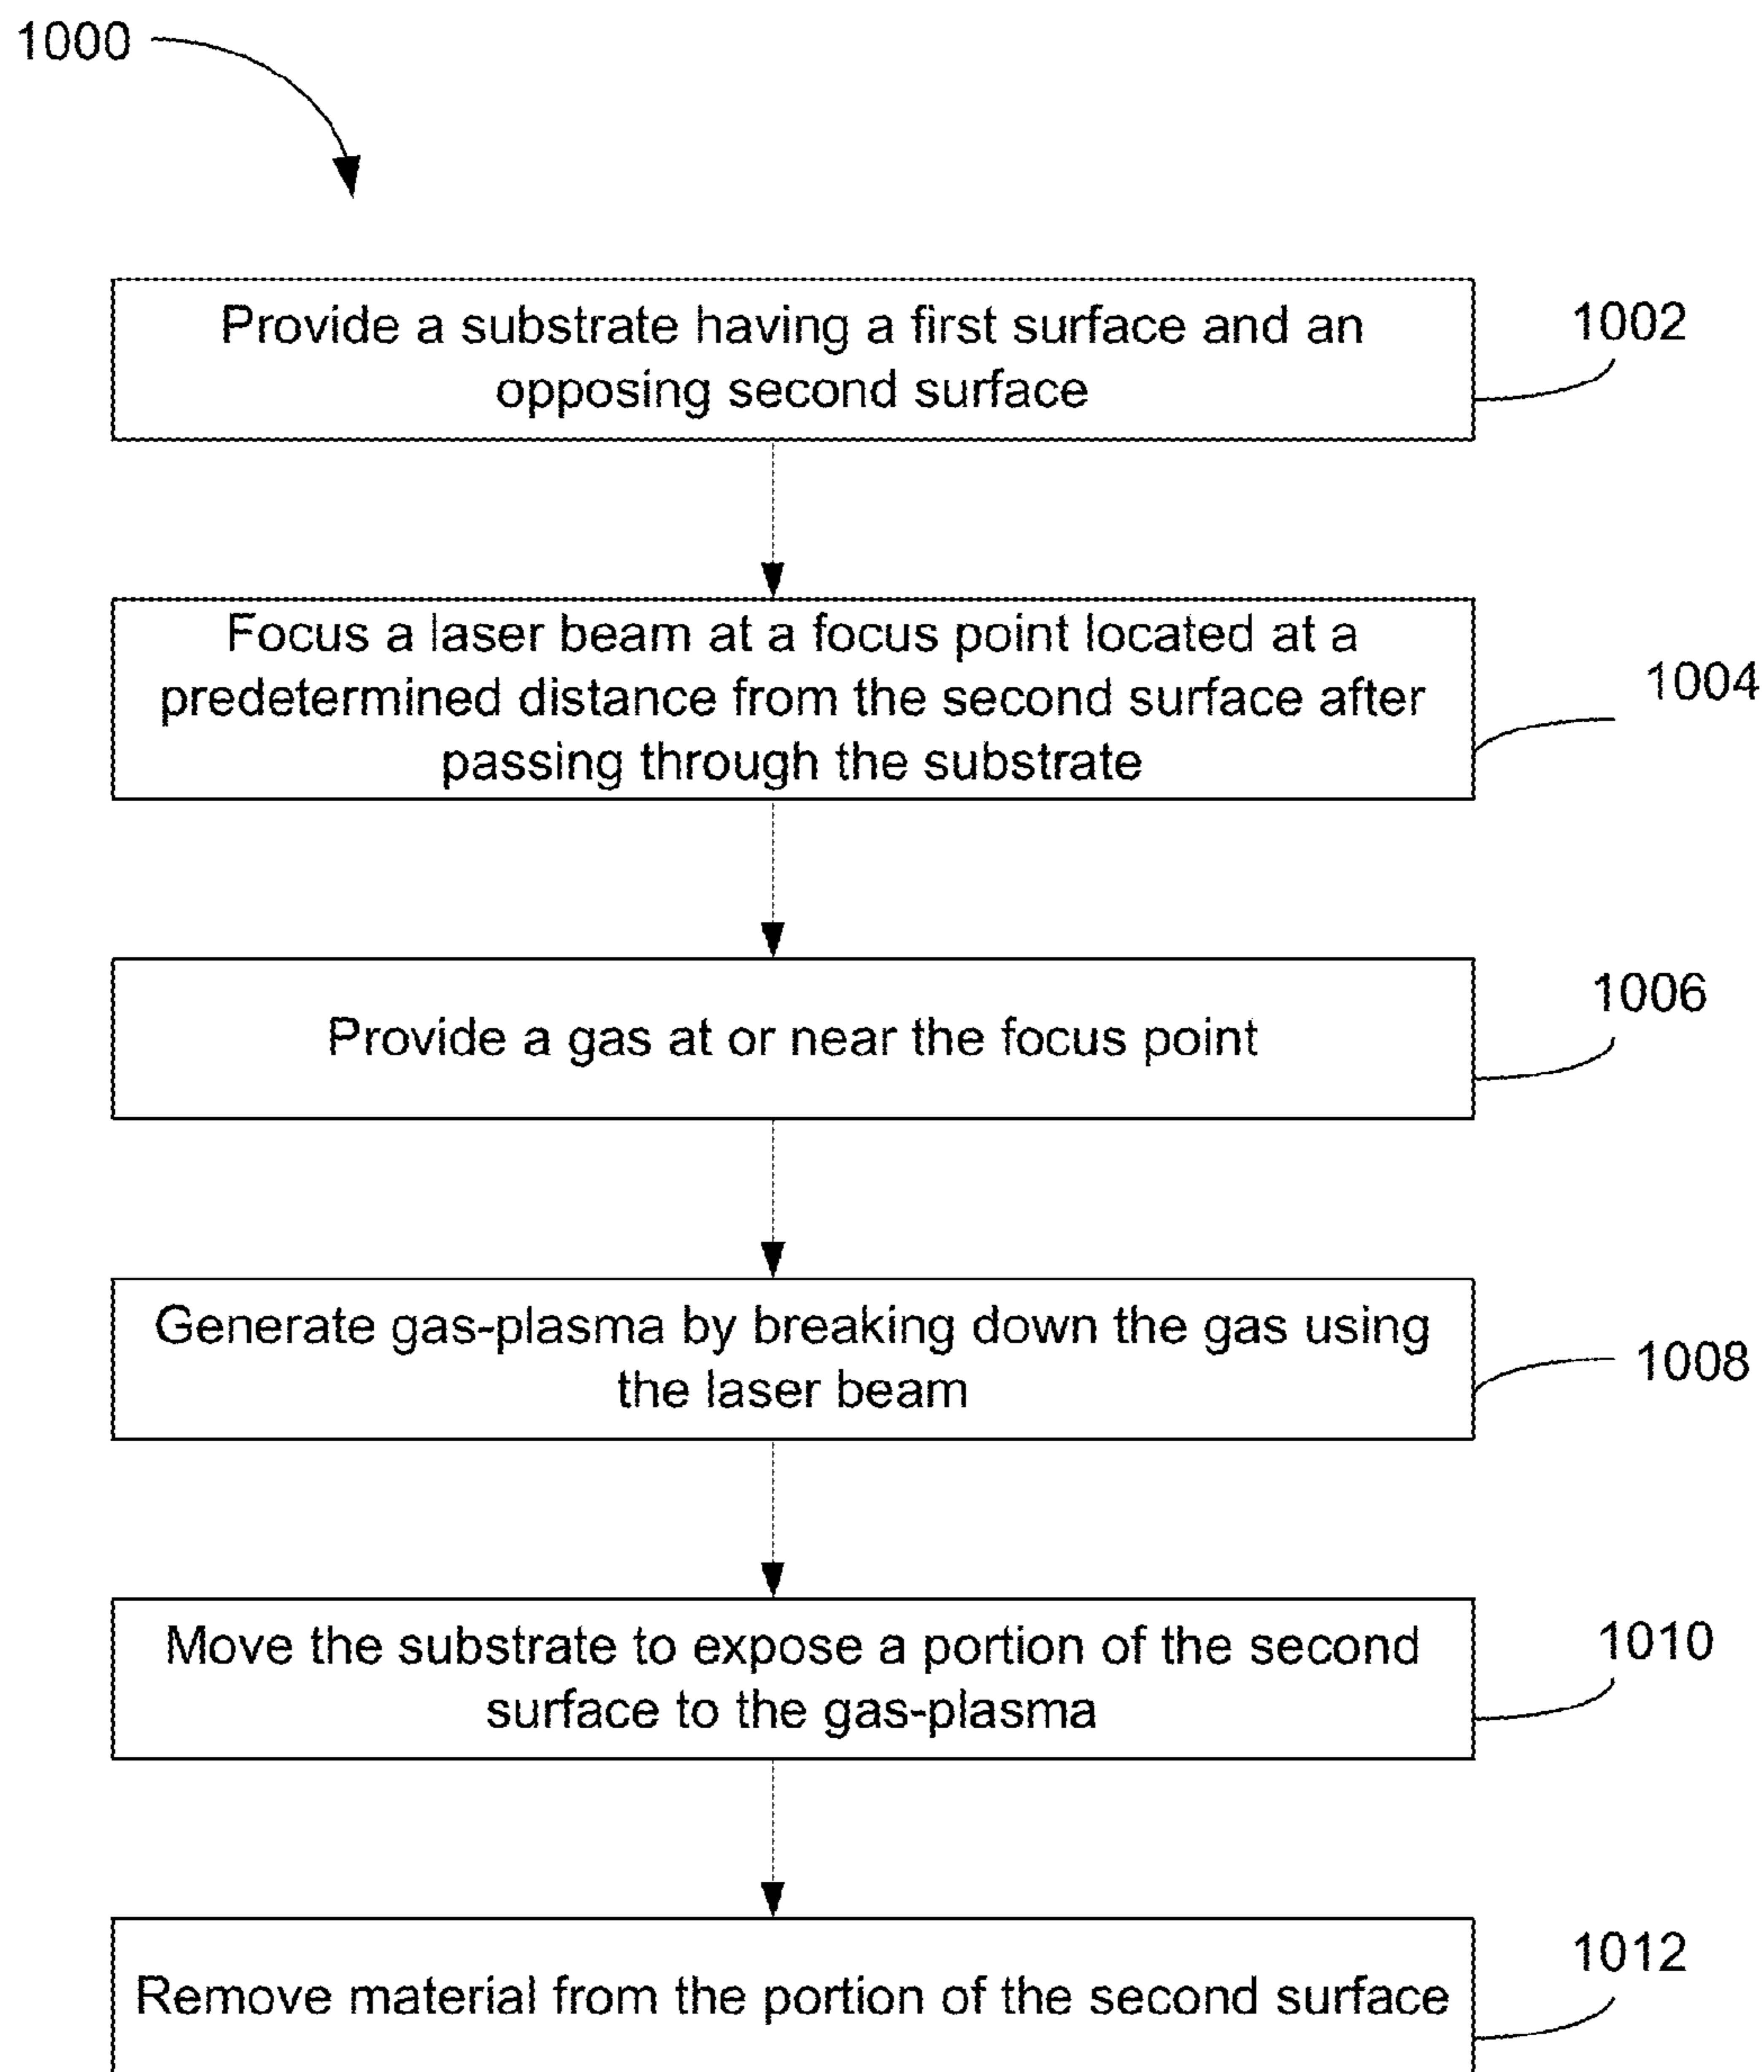 1000
Provide a substrate having a first surface and an
opposing second surface
1002
Focus a laser beam at a focus point located at a
predetermined distance from the second surface after
passing through the substrate
1004
Provide a gas at or near the focus point
1006
Generate gas-plasma by breaking down the gas using
the laser beam
1008
Move the substrate to expose a portion of the second
surface to the gas-plasma
1010
Remove material from the portion of the second surface
1012